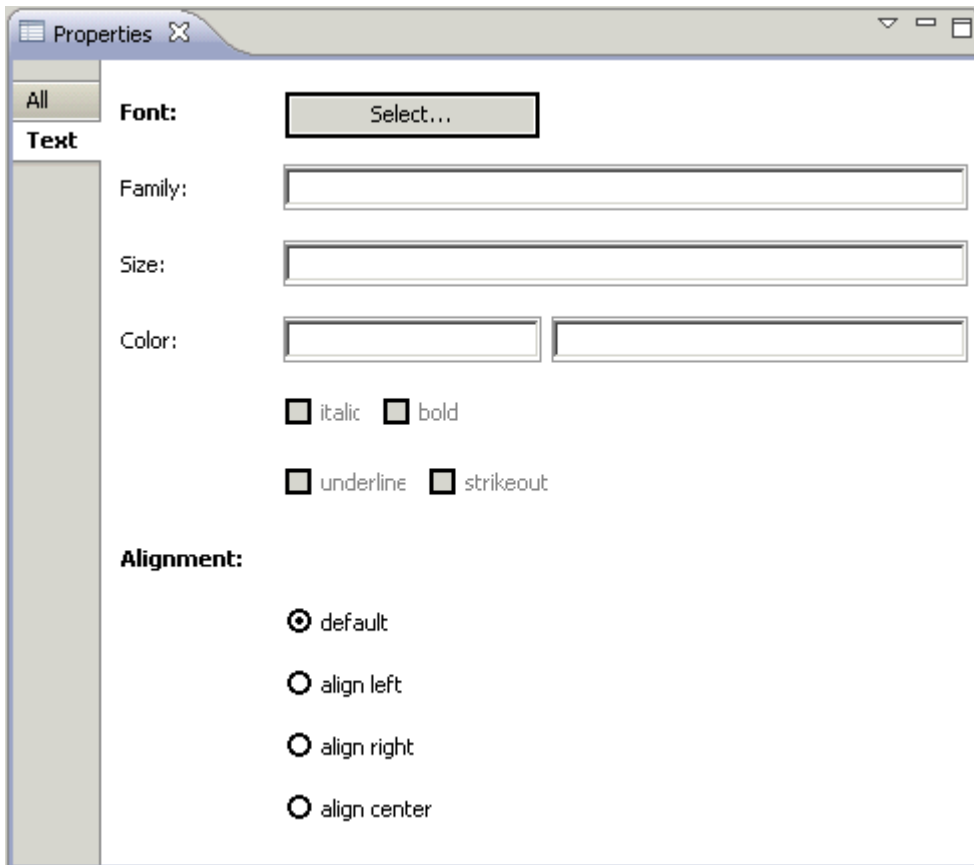 Properties
All
Text
Font:
Select...
Family:
Size:
Color:
italic bold
underline strikeout
Alignment:
default
align left
align right
align center